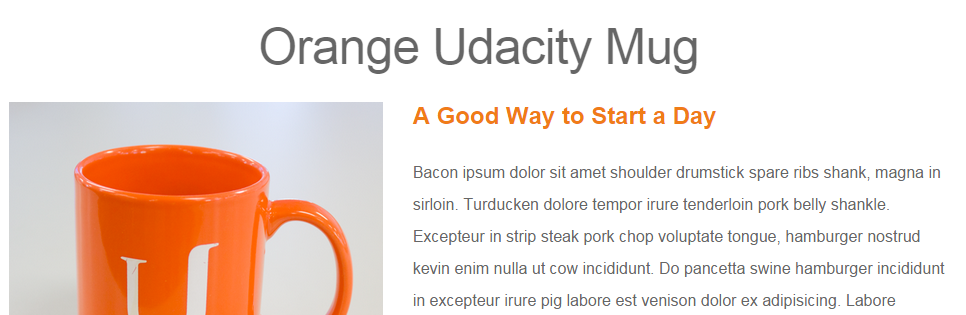 Orange Udacity Mug
A Good Way to Start a Day
Bacon ipsum dolor sit amet shoulder drumstick spare ribs shank, magna in
sirloin. Turducken dolore tempor irure tenderloin pork belly shankle.
Excepteur in strip steak pork chop voluptate tongue, hamburger nostrud
kevin enim nulla ut cow incididunt. Do pancetta swine hamburger incididunt
in excepteur irure pig labore est venison dolor ex adipisicing. Labore
U